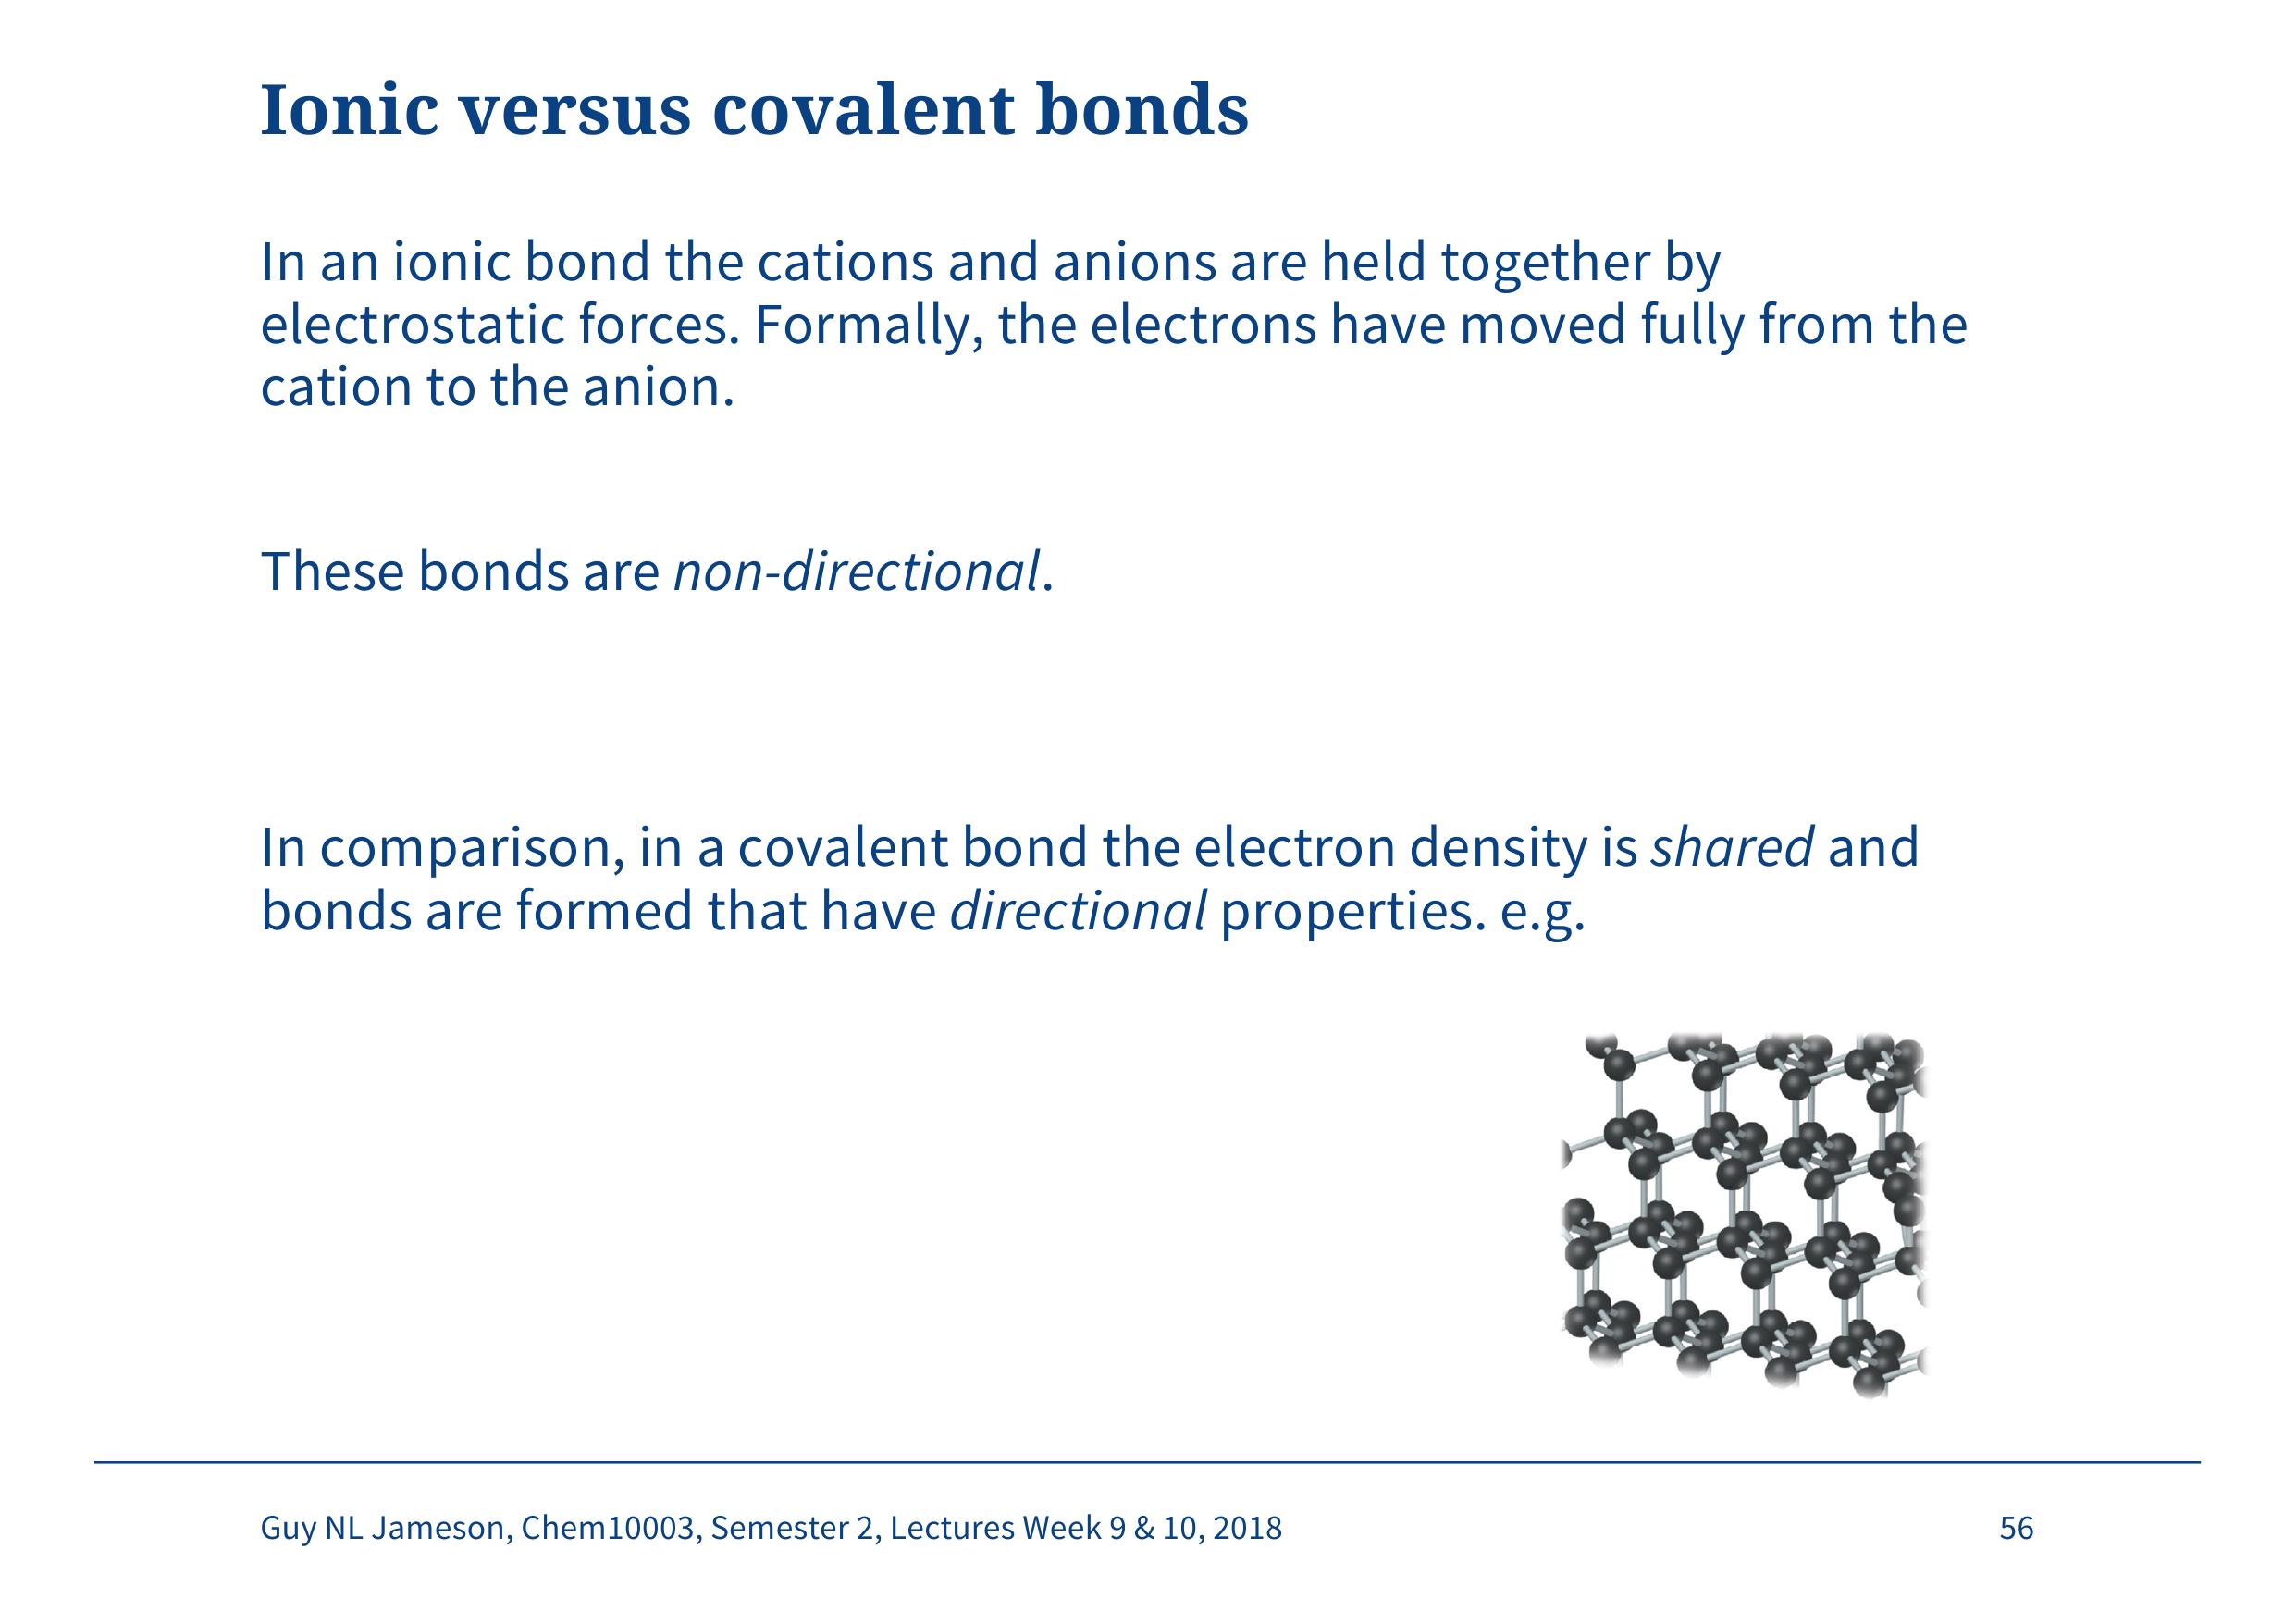 Ionic versus covalent bonds
In an ionic bond the cations and anions are held together by
electrostatic forces. Formally, the electrons have moved fully from the
cation to the anion.
These bonds are non-directional.
In comparison, in a covalent bond the electron density is shared and
bonds are formed that have directional properties. e.g.
Guy NL Jameson, Chem10003, Semester 2, Lectures Week 9 & 10, 2018
56